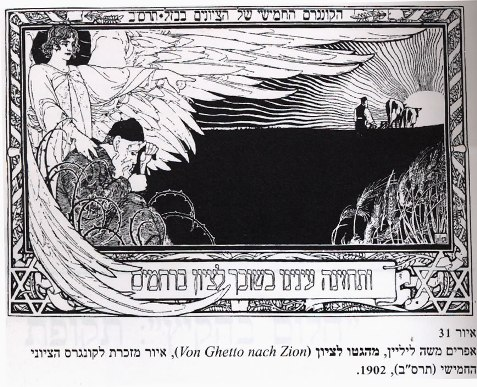 הקונגרס החמישי של הציונים בבזל·תרס״ב
ותחזינה עינינו בשובך לציון ברחמים
איור 31
אפרים משה ליליין, מהגטו לציון (Von Ghetto nach Zion), איור מזכרת לקונגרס הציוני
החמישי (תרס"ב), 1902.